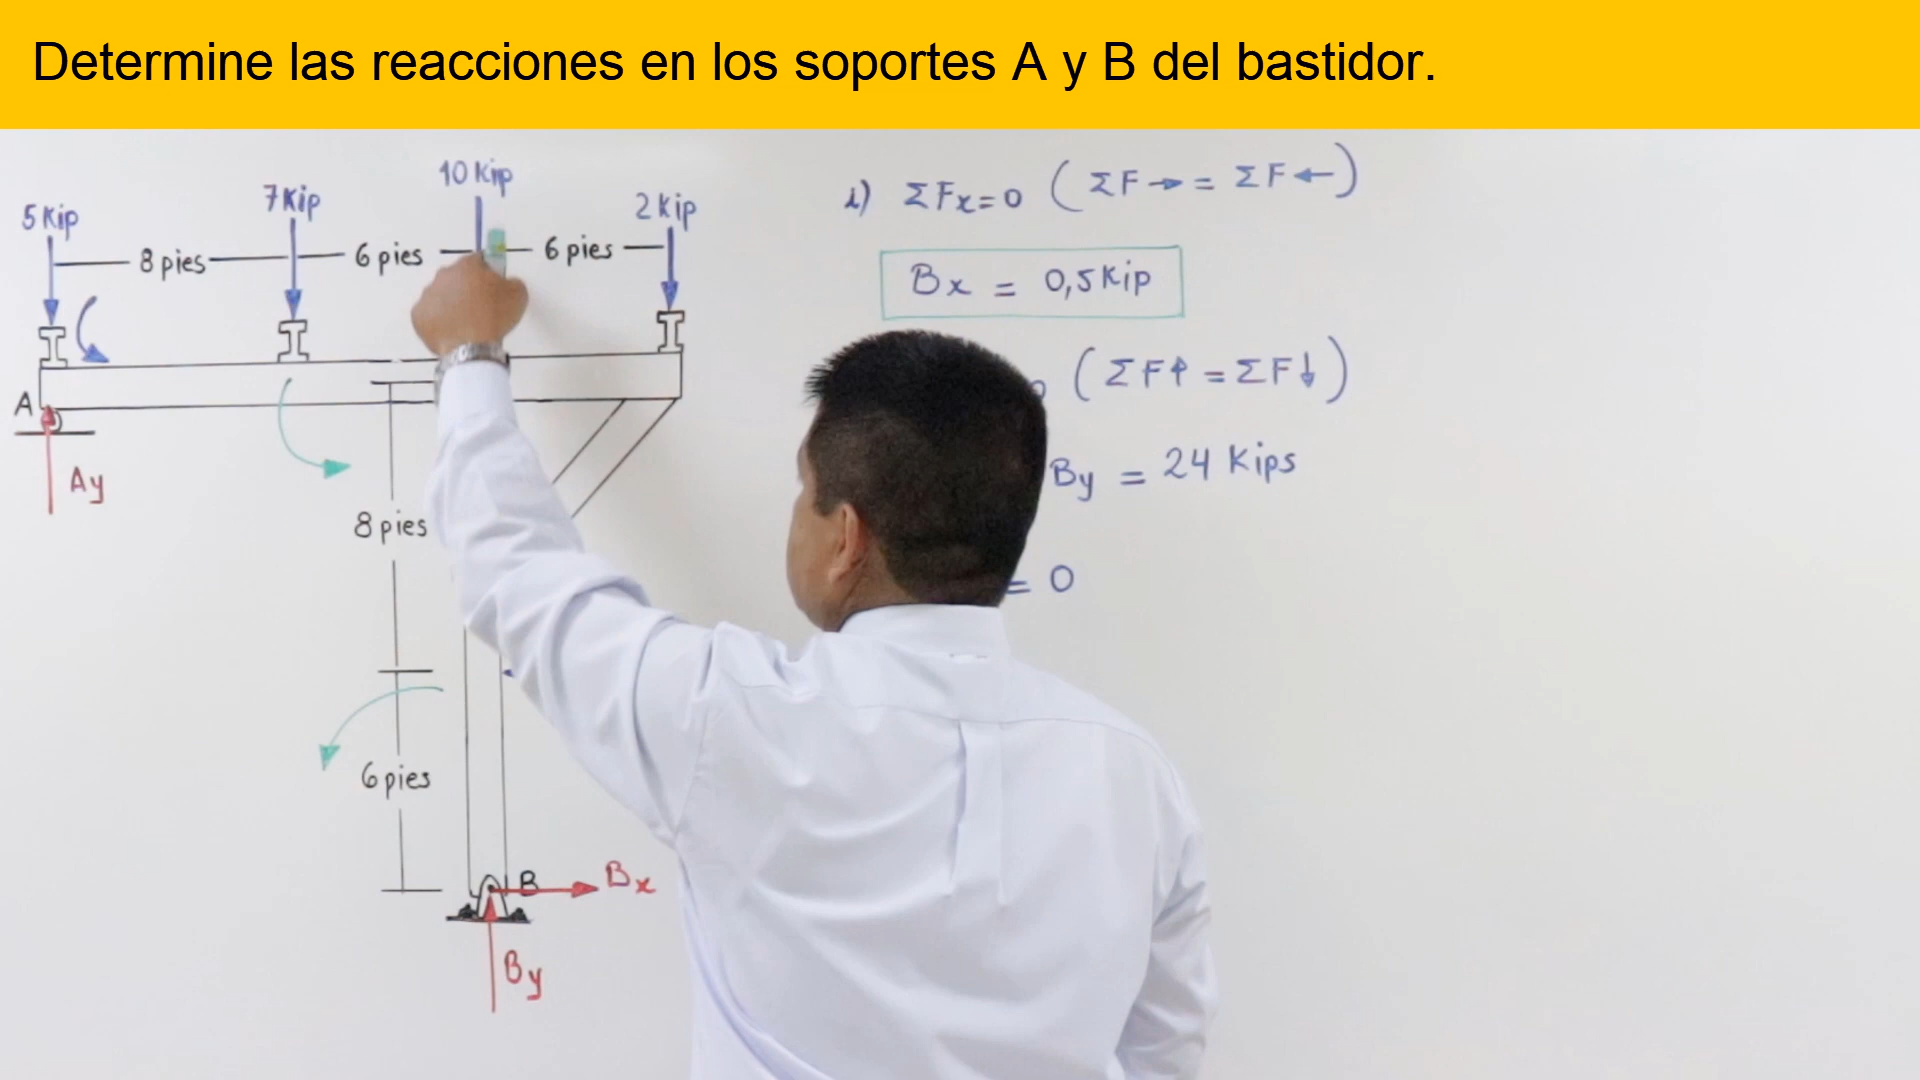 Determine las reacciones en los soportes A y B del bastidor.
5 Kip
7 Kip
10 Kip
2 Kip
8 pies
6 pies
6 pies
A
Ay
8 pies
6 pies
B
Bx
By
i) ΣFx=0 (ΣF→ = ΣF←)
Bx = 0,5 Kip
(ΣF↑ = ΣF↓)
By = 24 Kips
= 0